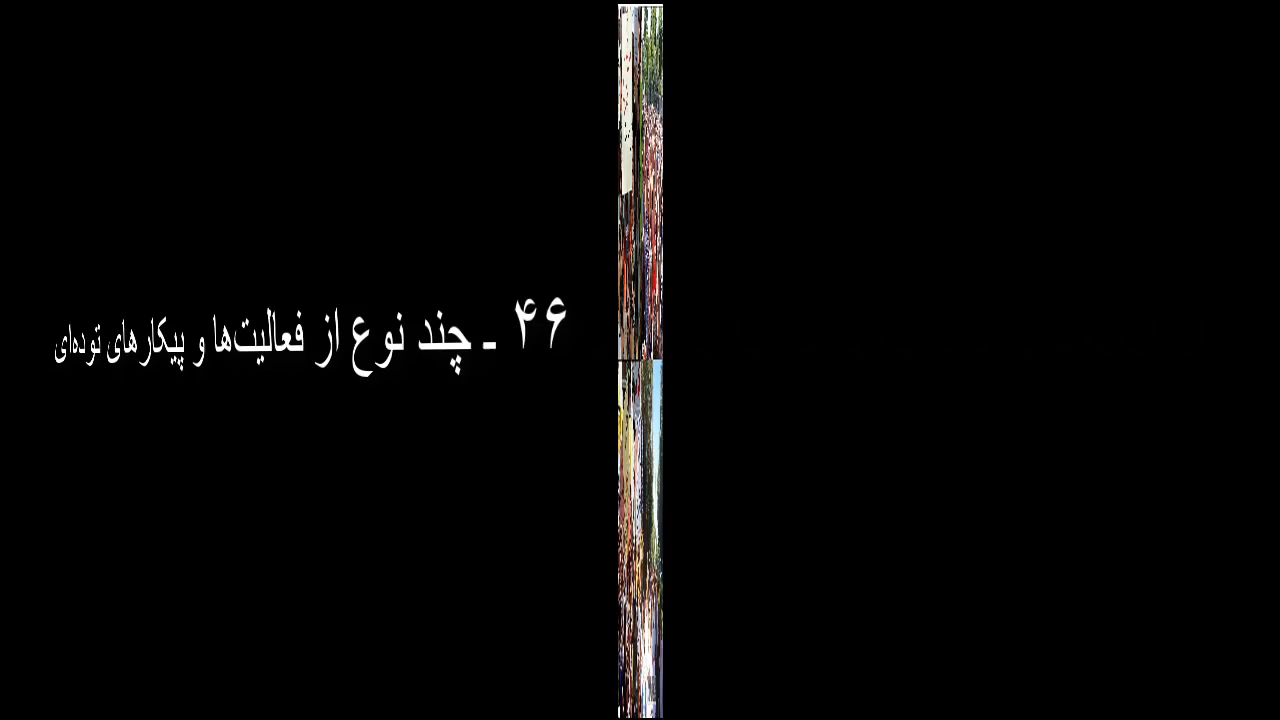 ۴۶ ـ چند نوع از فعالیت‌ها و پیکارهای توده‌ای